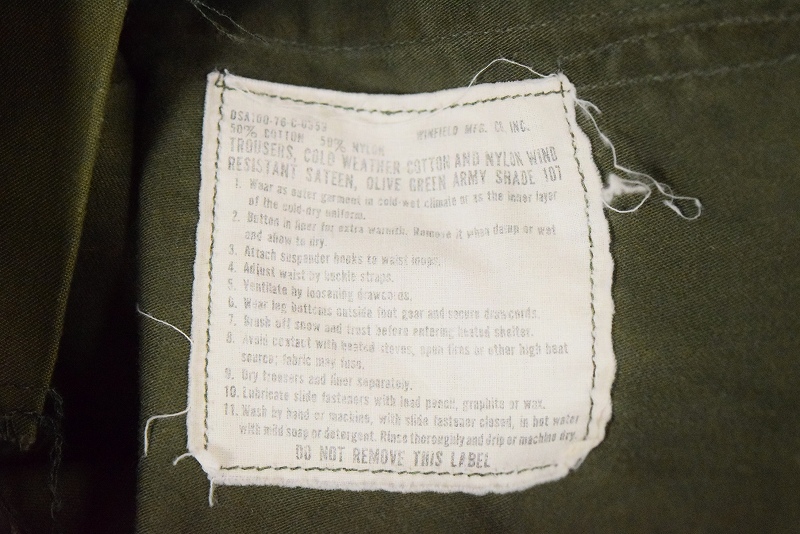 DSA100-76-C-0353
50% COTTON 50% NYLON WINFIELD MFG. CO. INC.
TROUSERS, COLD WEATHER COTTON AND NYLON WIND
RESISTANT SATEEN, OLIVE GREEN ARMY SHADE 107
1. Wear as outer garment in cold-wet climate or as the inner layer
of the cold-dry uniform.
2. Button in liner for extra warmth. Remove it when damp or wet
and allow to dry.
3. Attach suspender hooks to waist loops.
4. Adjust waist by buckle straps.
5. Ventilate by loosening drawcords.
6. Wear leg bottoms outside foot gear and secure drawcords.
7. Brush off snow and frost before entering heated shelter.
8. Avoid contact with heated stoves, open fires or other high heat
source; fabric may fuse.
9. Dry trousers and liner separately.
10. Lubricate slide fasteners with lead pencil, graphite or wax.
11. Wash by hand or machine, with slide fastener closed, in hot water
with mild soap or detergent. Rinse thoroughly and drip or machine dry.
DO NOT REMOVE THIS LABEL